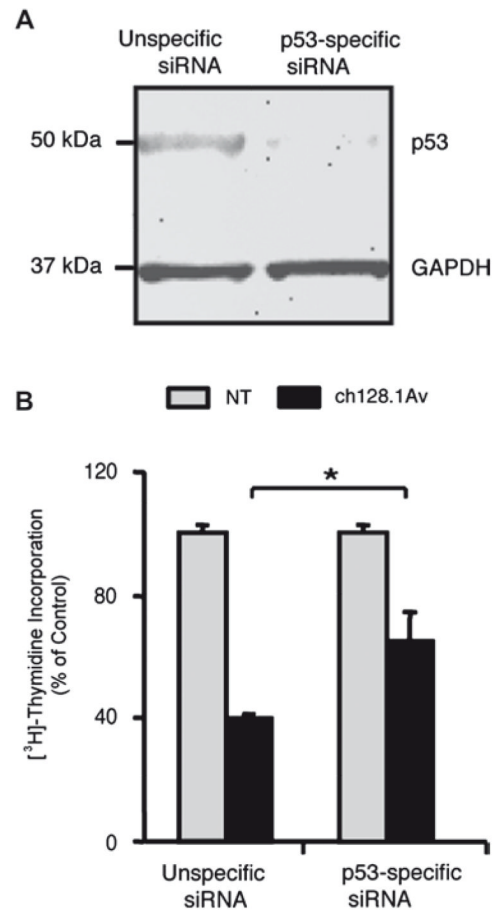 A
Unspecific siRNA
p53-specific siRNA
50 kDa
p53
37 kDa
GAPDH
B
NT
ch128.1Av
*
120
80
40
0
[³H]-Thymidine Incorporation
(% of Control)
Unspecific siRNA
p53-specific siRNA